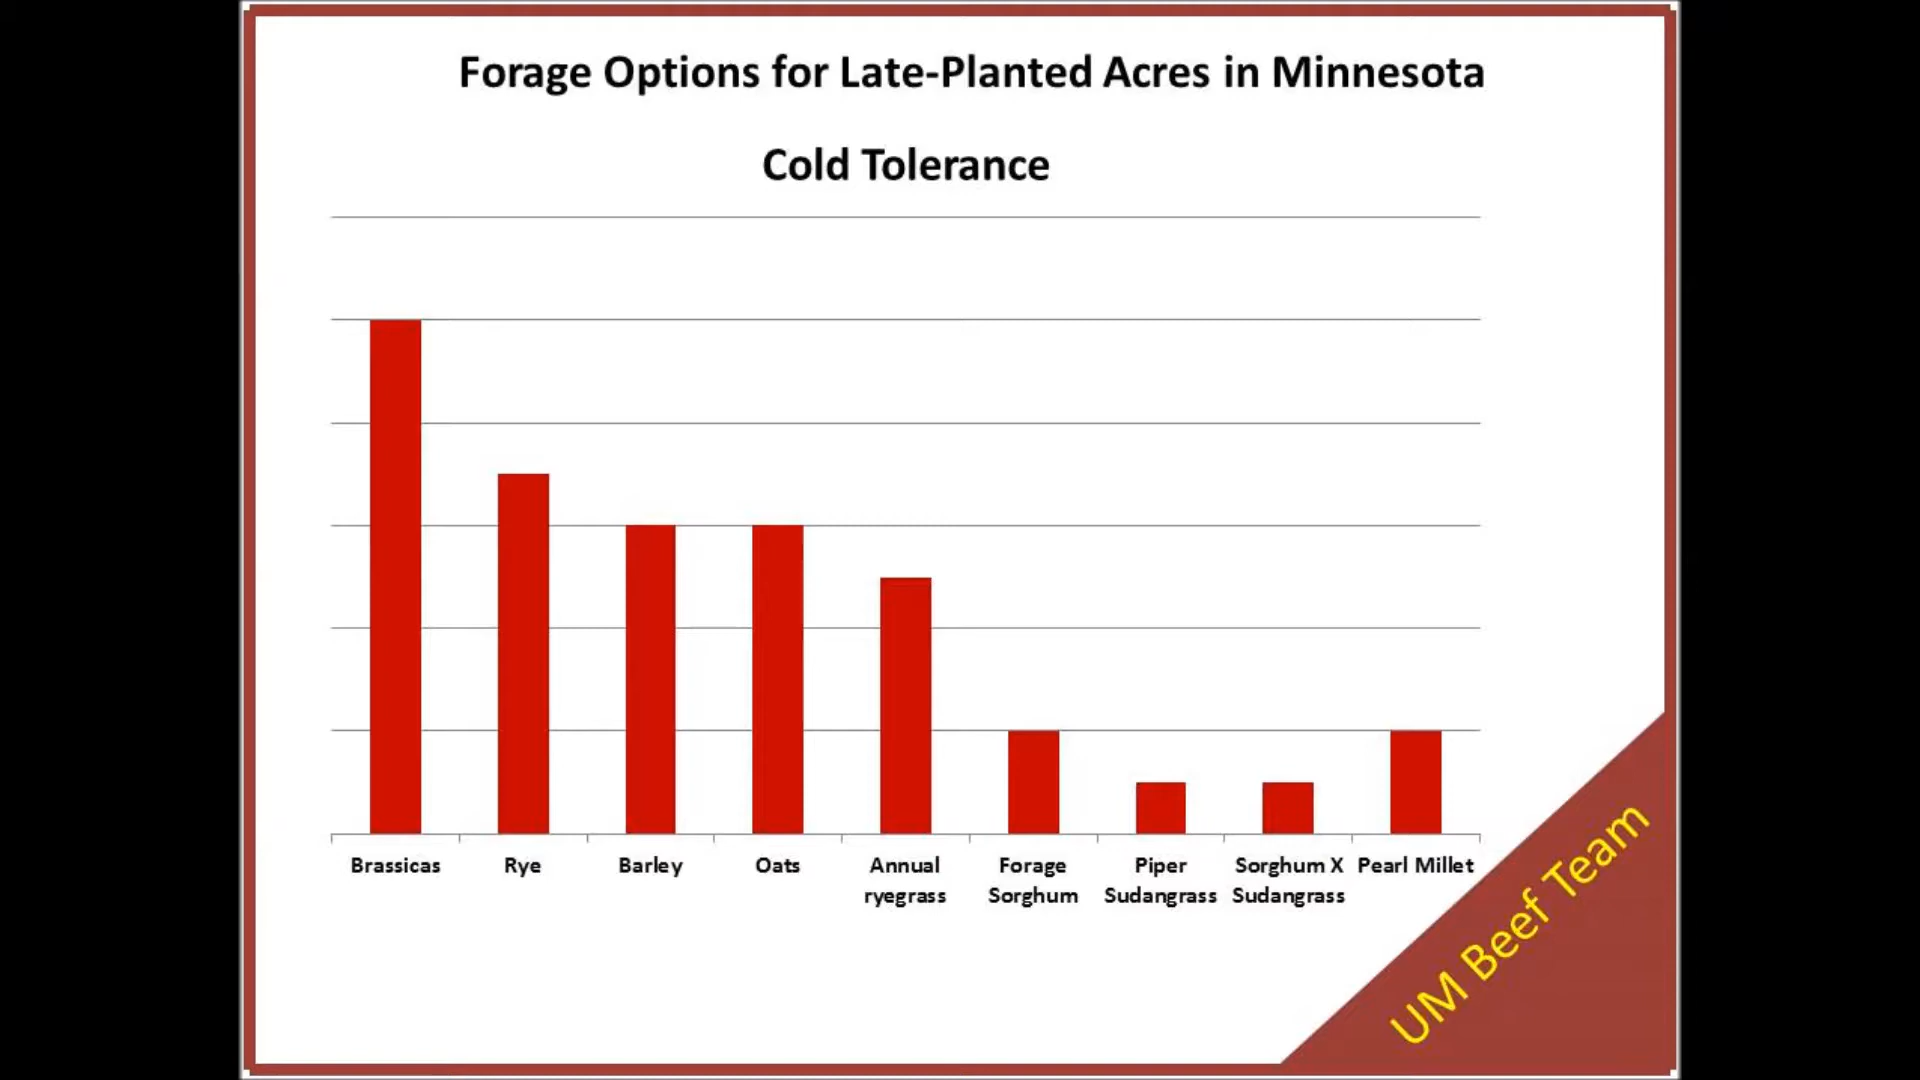 Forage Options for Late-Planted Acres in Minnesota
Cold Tolerance
Brassicas
Rye
Barley
Oats
Annual
ryegrass
Forage
Sorghum
Piper
Sudangrass
Sorghum X
Sudangrass
Pearl Millet
UM Beef Team